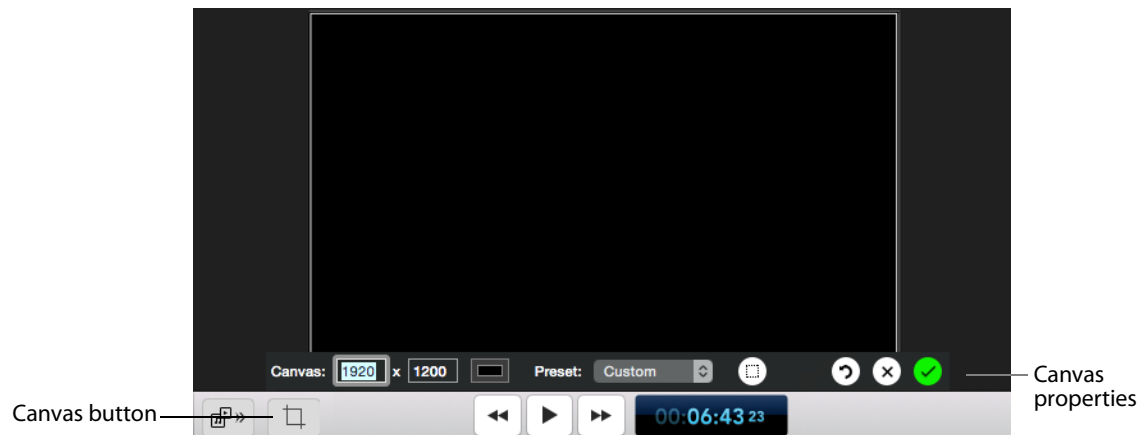 Canvas: 1920 x 1200 Preset: Custom
Canvas
properties
Canvas button
00:06:43 23